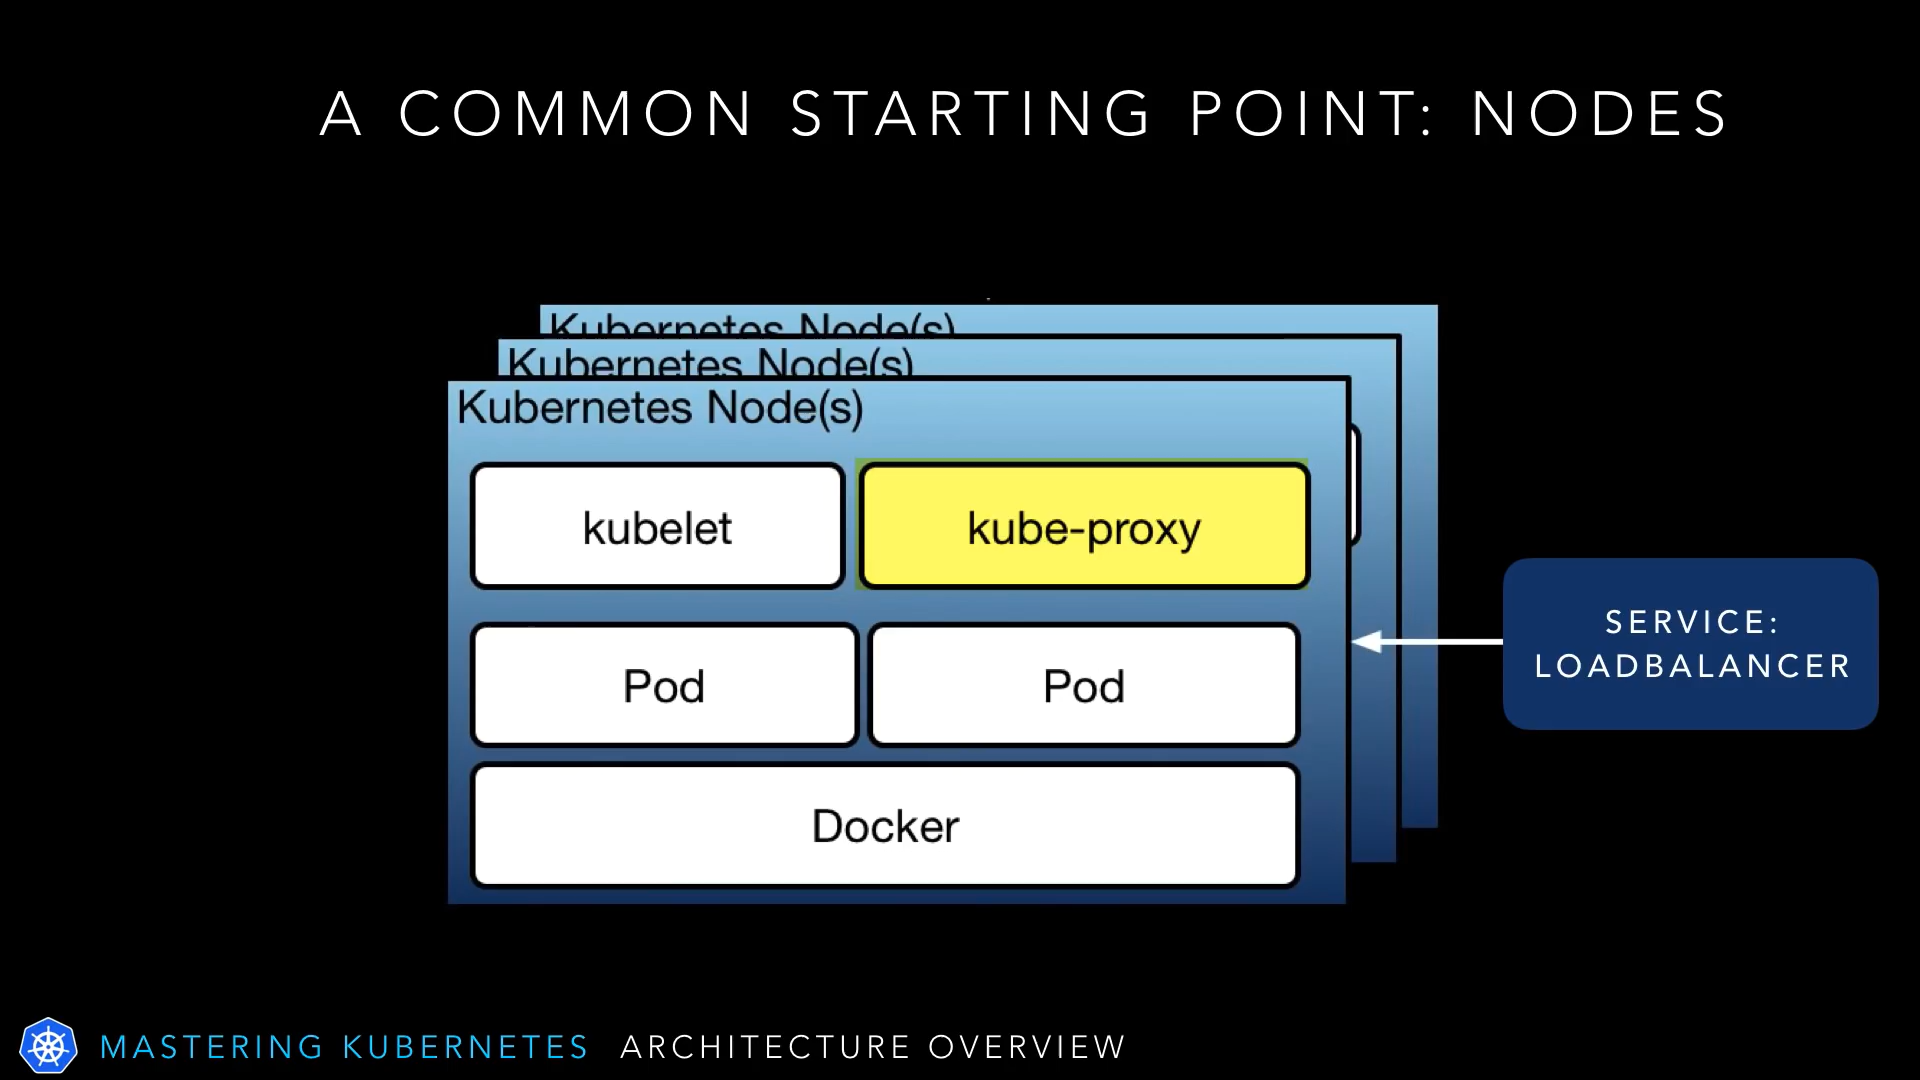 A COMMON STARTING POINT: NODES
Kubernetes Node(s)
Kubernetes Node(s)
Kubernetes Node(s)
kubelet
kube-proxy
Pod
Pod
Docker
SERVICE:
LOADBALANCER
MASTERING KUBERNETES ARCHITECTURE OVERVIEW